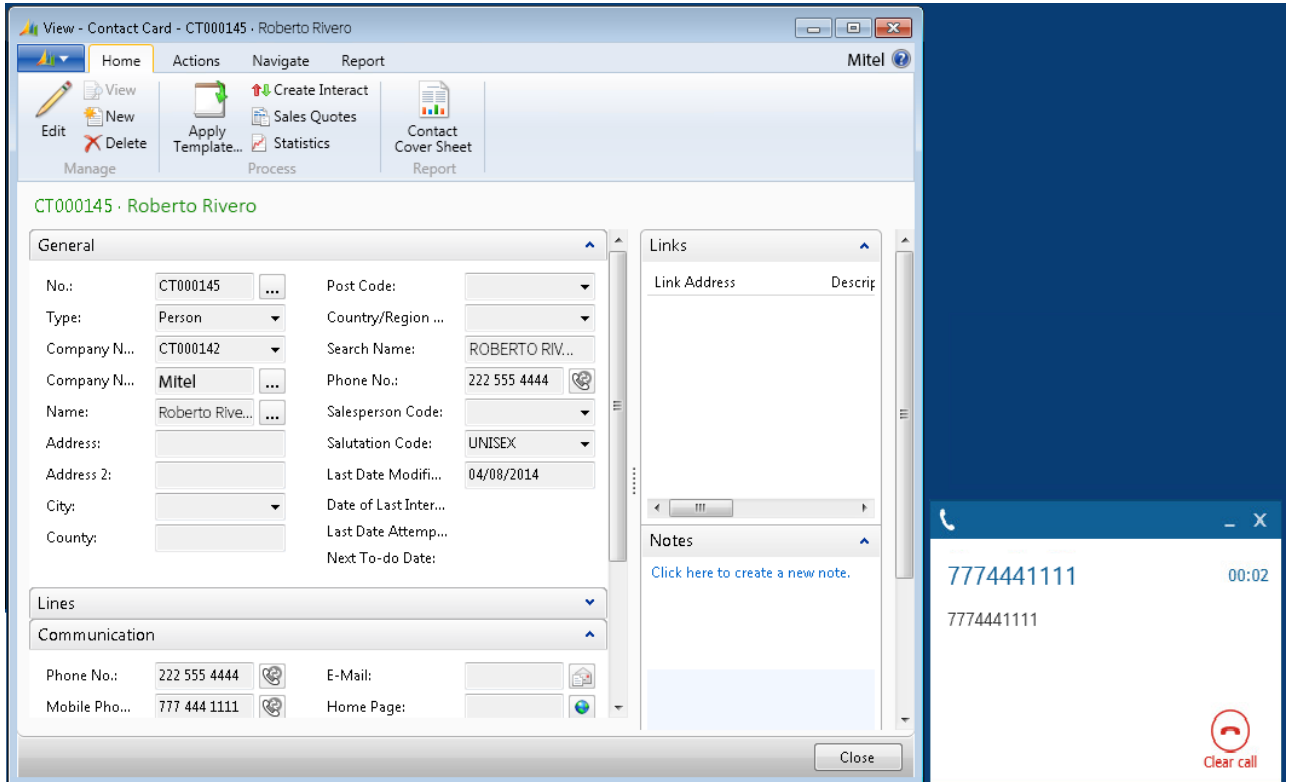 View - Contact Card - CT000145 · Roberto Rivero
Home Actions Navigate Report Mitel
Edit
View
New
Delete
Manage
Apply Template...
Create Interact
Sales Quotes
Statistics
Process
Contact Cover Sheet
Report
CT000145 · Roberto Rivero
General
No.: CT000145 ... Post Code:
Type: Person Country/Region ...
Company N... CT000142 Search Name: ROBERTO RIV...
Company N... Mitel ... Phone No.: 222 555 4444
Name: Roberto Rive... ... Salesperson Code:
Address: Salutation Code: UNISEX
Address 2: Last Date Modifi... 04/08/2014
City: Date of Last Inter...
County: Last Date Attemp...
Next To-do Date:
Lines
Communication
Phone No.: 222 555 4444 E-Mail:
Mobile Pho... 777 444 1111 Home Page:
Links
Link Address Descrip
Notes
Click here to create a new note.
Close
7774441111 00:02
7774441111
Clear call